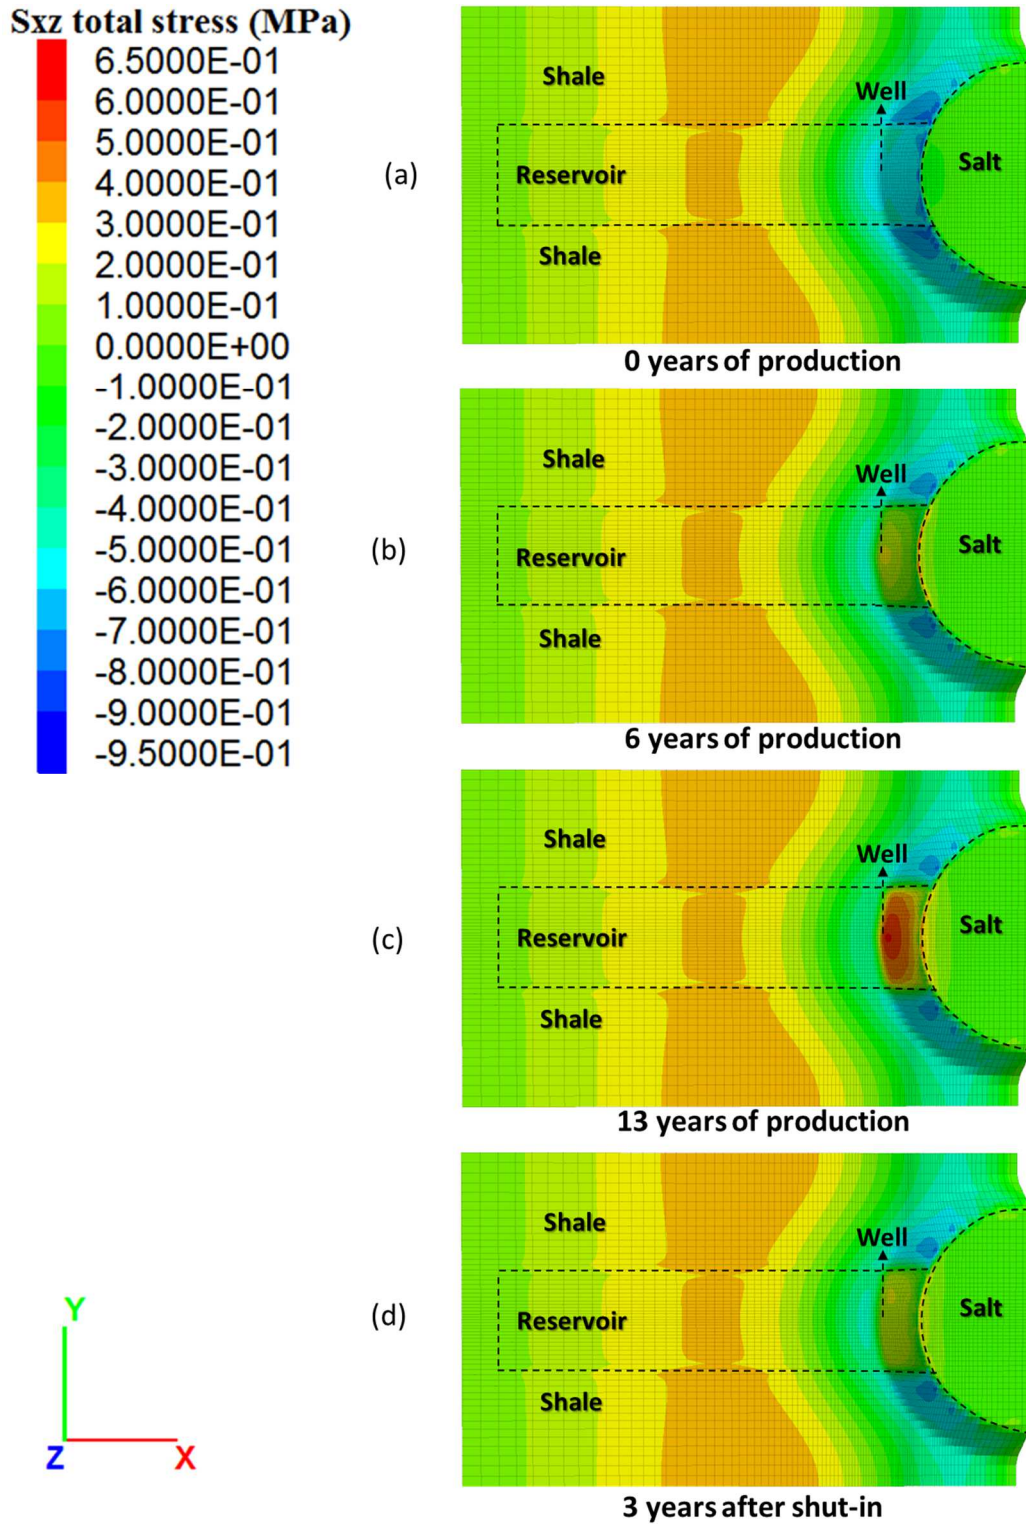 Sxz total stress (MPa)
6.5000E-01
6.0000E-01
5.0000E-01
4.0000E-01
3.0000E-01
2.0000E-01
1.0000E-01
0.0000E+00
-1.0000E-01
-2.0000E-01
-3.0000E-01
-4.0000E-01
-5.0000E-01
-6.0000E-01
-7.0000E-01
-8.0000E-01
-9.0000E-01
-9.5000E-01
(a)
Shale
Well
Reservoir
Salt
Shale
0 years of production
(b)
Shale
Well
Reservoir
Salt
Shale
6 years of production
(c)
Shale
Well
Reservoir
Salt
Shale
13 years of production
(d)
Shale
Well
Reservoir
Salt
Shale
3 years after shut-in
Y
Z
X